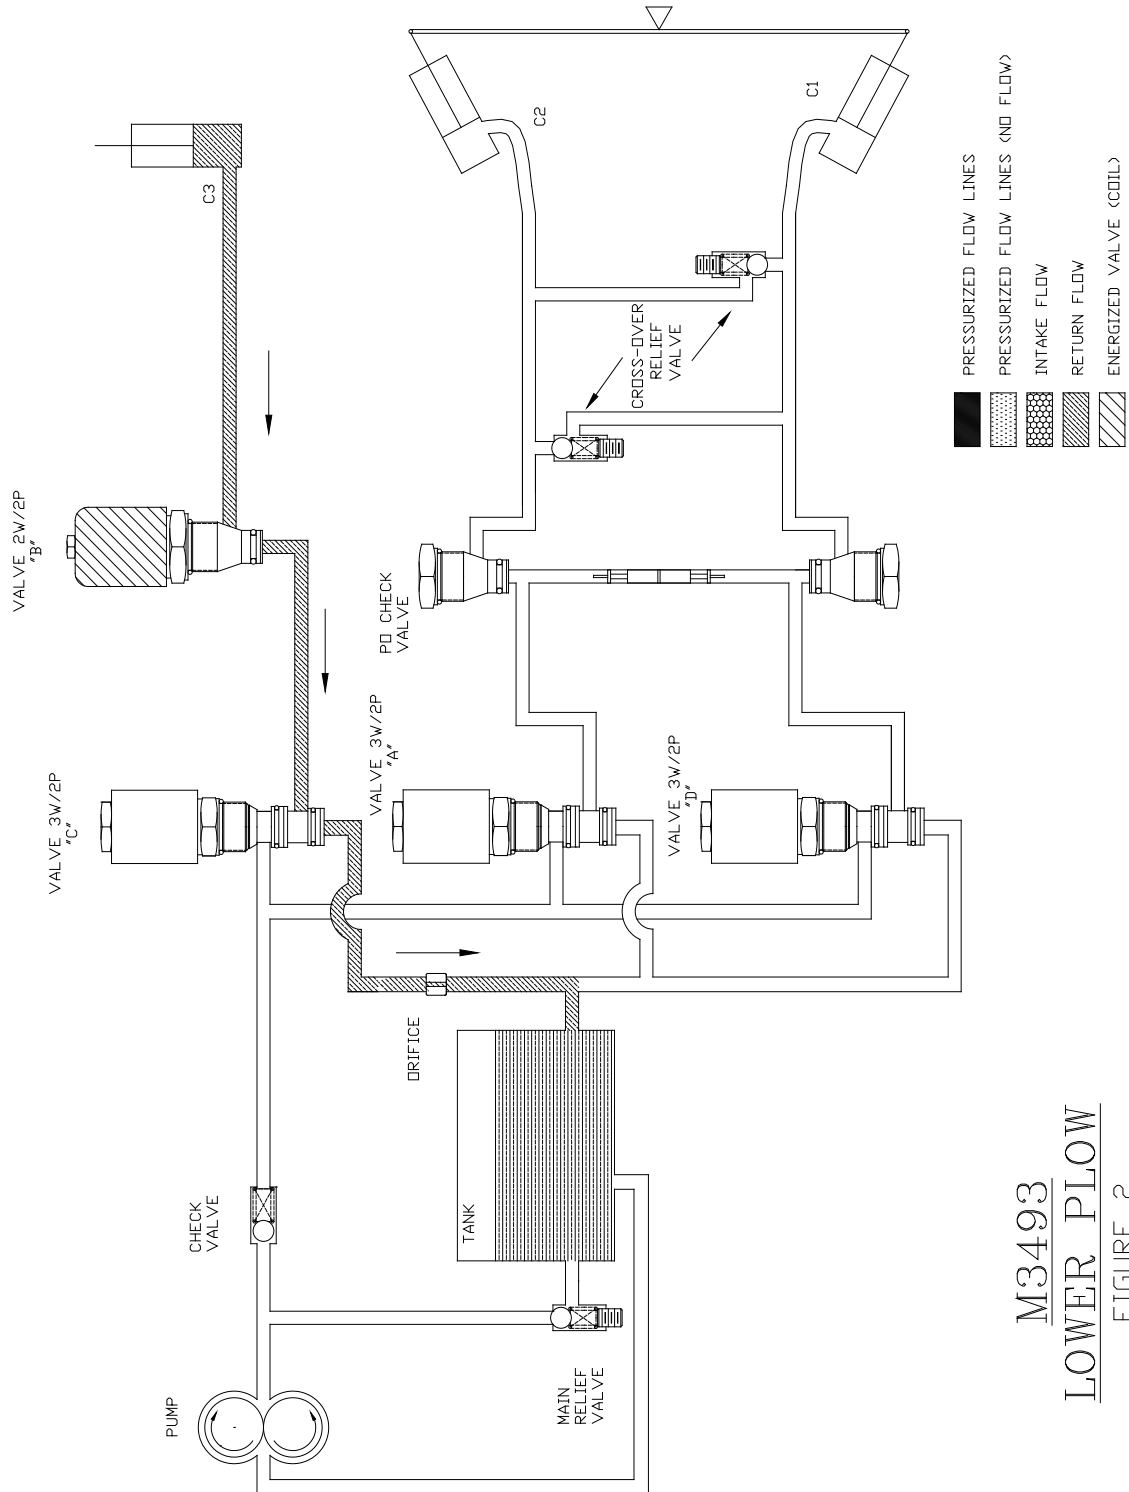 VALVE 2W/2P
"B"
VALVE 3W/2P
"C"
C3
C2
C1
CROSS-OVER
RELIEF
VALVE
PO CHECK
VALVE
VALVE 3W/2P
"A"
VALVE 3W/2P
"D"
ORIFICE
CHECK
VALVE
TANK
PUMP
MAIN
RELIEF
VALVE
PRESSURIZED FLOW LINES
PRESSURIZED FLOW LINES (NO FLOW)
INTAKE FLOW
RETURN FLOW
ENERGIZED VALVE (COIL)
M3493
LOWER PLOW
FIGURE 2